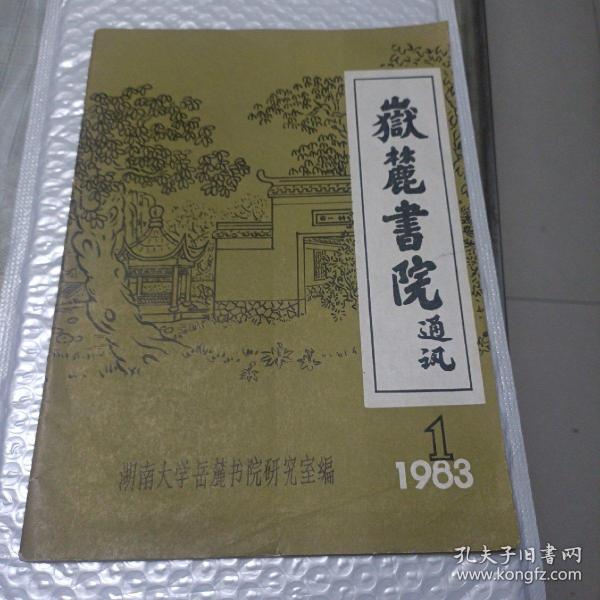 嶽麓書院
通讯
1
1983
湖南大学岳麓书院研究室编
孔夫子旧书网
www.kongfz.com